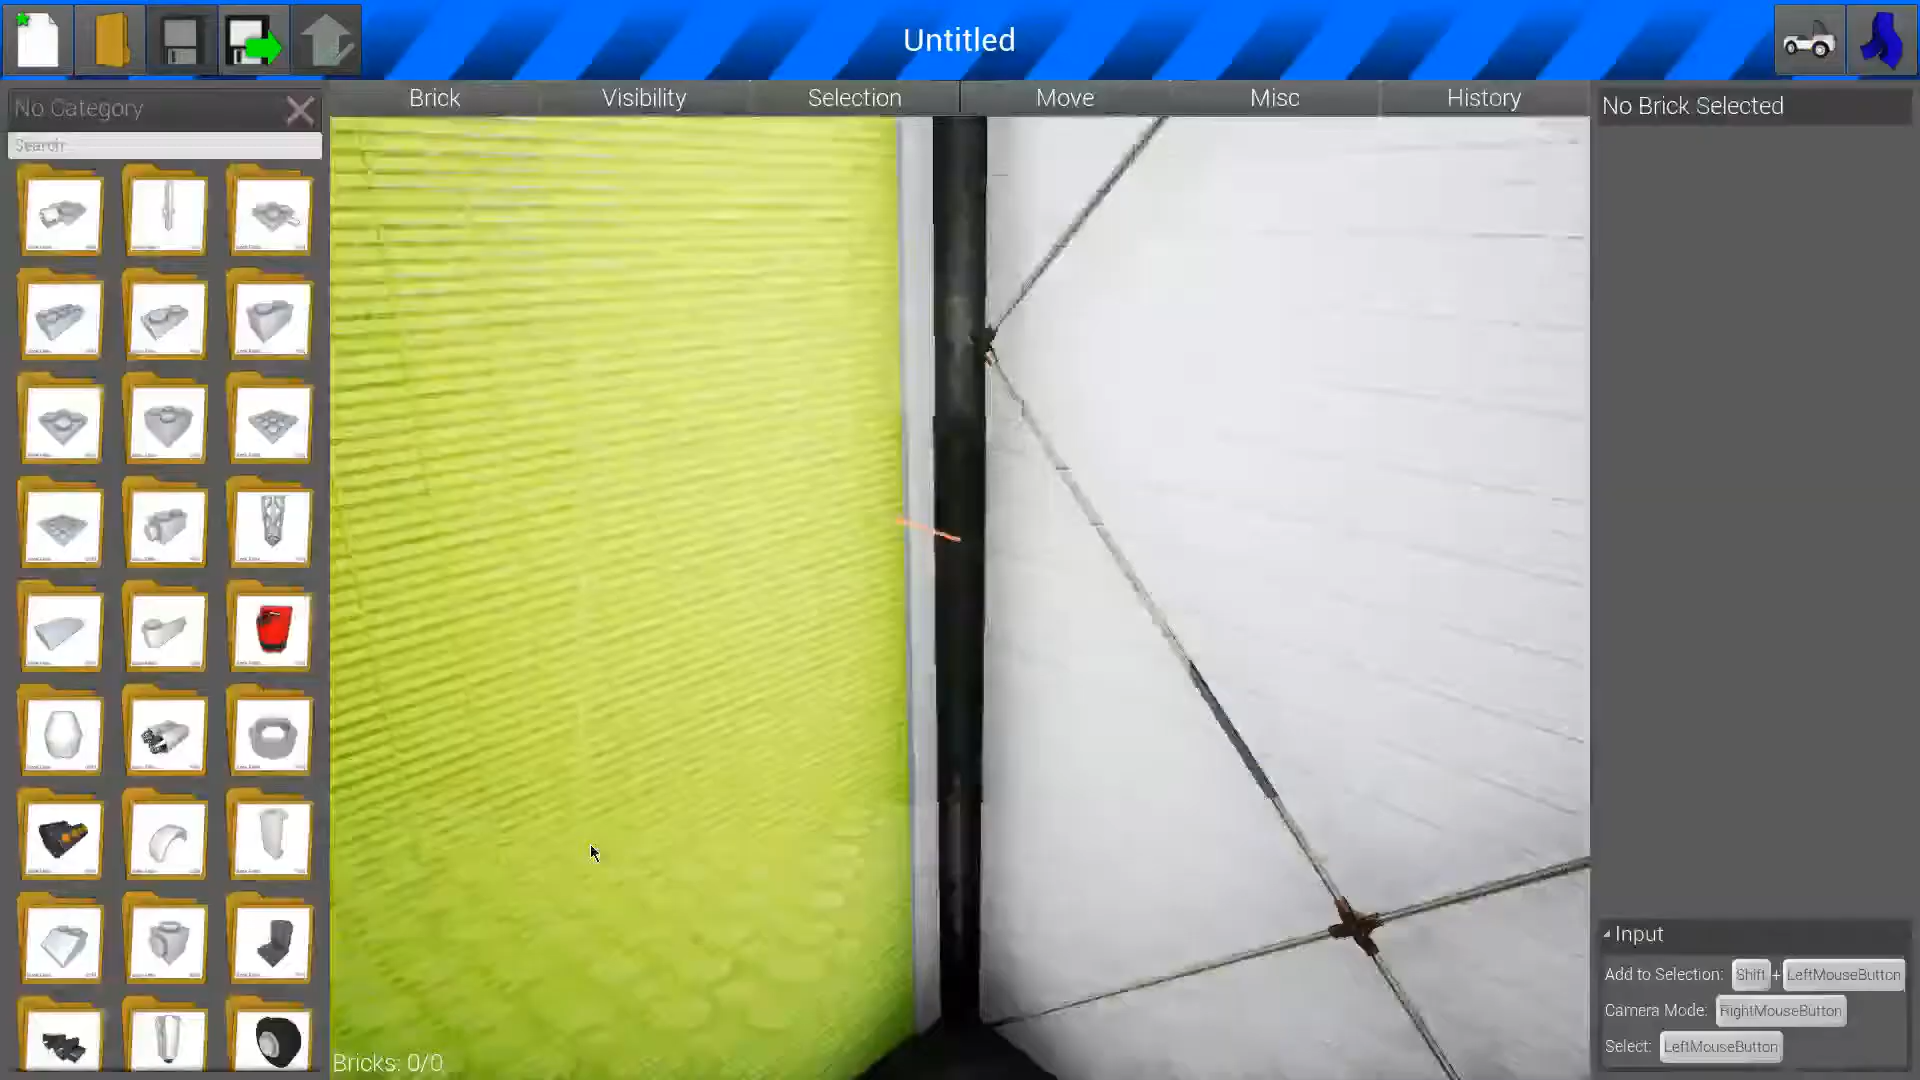 Untitled
No Category
Search
Brick
Visibility
Selection
Move
Misc
History
No Brick Selected
Input
Add to Selection: Shift + LeftMouseButton
Camera Mode: RightMouseButton
Select: LeftMouseButton
Bricks: 0/0